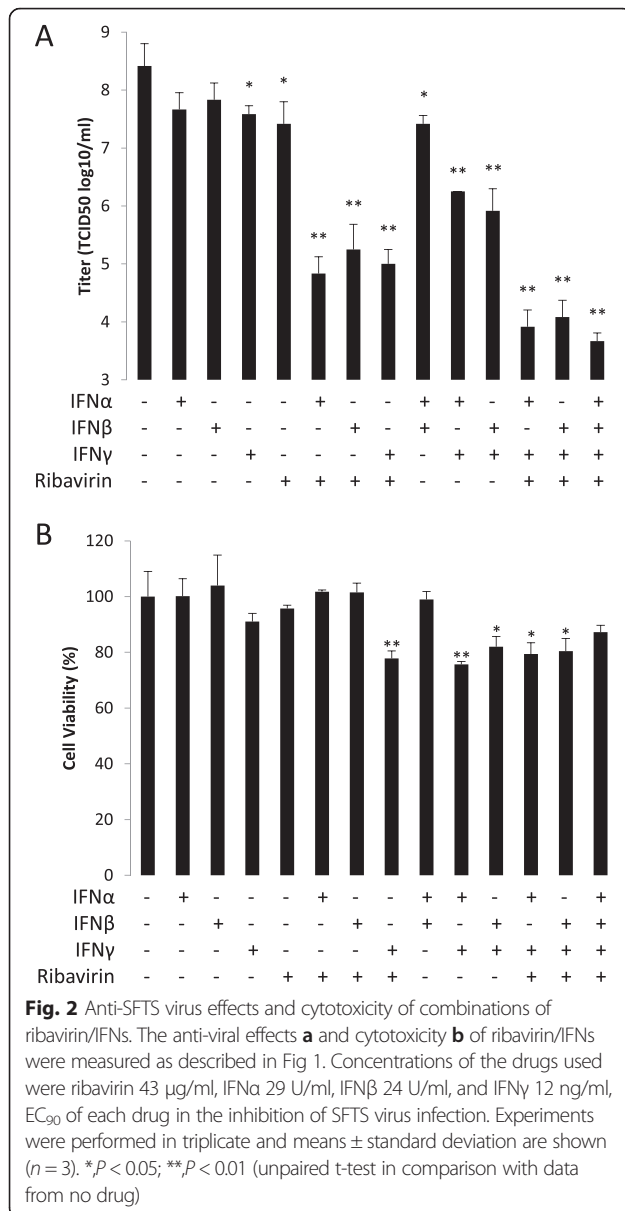 A
Titer (TCID50 log10/ml)
9
8
7
6
5
4
3
* * ** ** ** * ** ** ** ** **
IFNα - + - - - + - - + + - + - +
IFNβ - - + - - - + - + - + - + +
IFNγ - - - + - - - + - + + + + +
Ribavirin - - - - + + + + - - - + + +
B
Cell Viability (%)
120
100
80
60
40
20
0
** ** * * *
IFNα - + - - - + - - + + - + - +
IFNβ - - + - - - + - + - + - + +
IFNγ - - - + - - - + - + + + + +
Ribavirin - - - - + + + + - - - + + +
Fig. 2 Anti-SFTS virus effects and cytotoxicity of combinations of
ribavirin/IFNs. The anti-viral effects a and cytotoxicity b of ribavirin/IFNs
were measured as described in Fig 1. Concentrations of the drugs used
were ribavirin 43 μg/ml, IFNα 29 U/ml, IFNβ 24 U/ml, and IFNγ 12 ng/ml,
EC90 of each drug in the inhibition of SFTS virus infection. Experiments
were performed in triplicate and means ± standard deviation are shown
(n = 3). *,P < 0.05; **,P < 0.01 (unpaired t-test in comparison with data
from no drug)